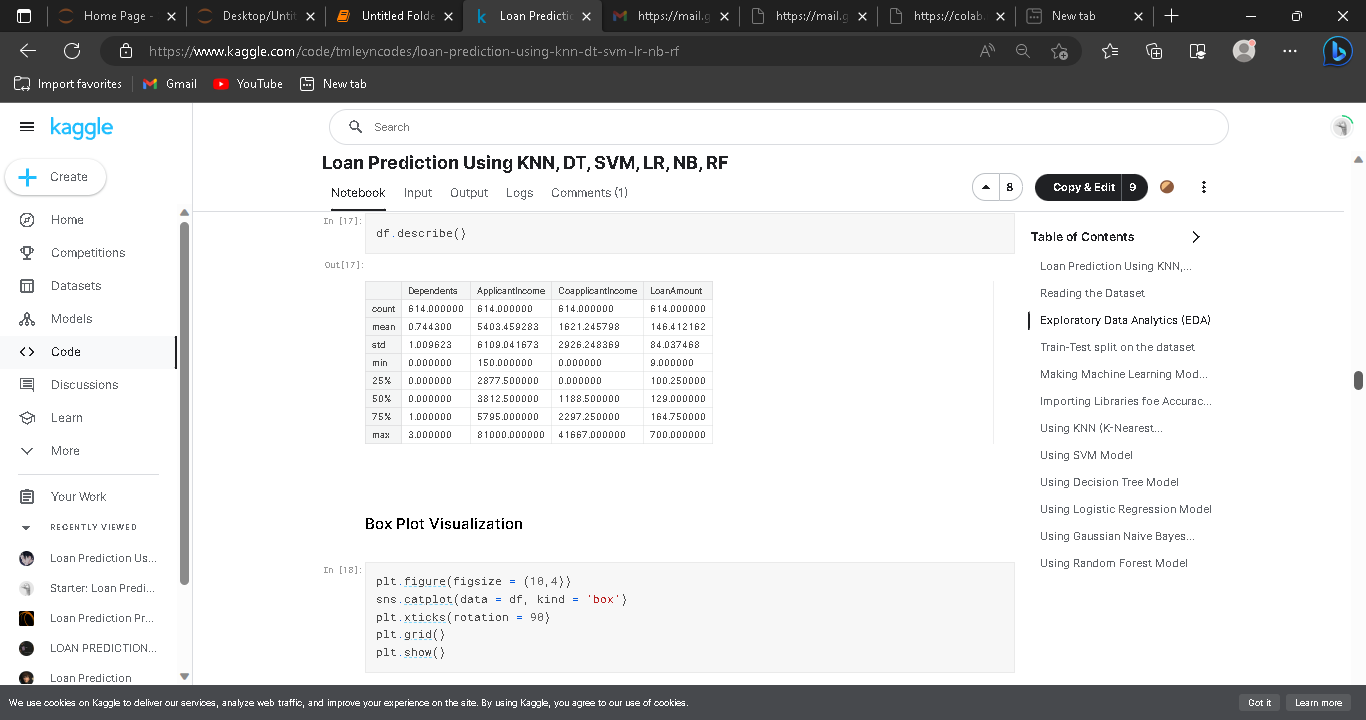 Home Page -
Desktop/Unti
Untitled Folde
Loan Predictio
https://mail.g
https://mail.g
https://colab.
New tab
https://www.kaggle.com/code/tmleyncodes/loan-prediction-using-knn-dt-svm-lr-nb-rf
Import favorites
Gmail
YouTube
New tab
kaggle
Search
Create
Home
Competitions
Datasets
Models
Code
Discussions
Learn
More
Your Work
RECENTLY VIEWED
Loan Prediction Us...
Starter: Loan Predi...
Loan Prediction Pr...
LOAN PREDICTION...
Loan Prediction
Loan Prediction Using KNN, DT, SVM, LR, NB, RF
Notebook Input Output Logs Comments (1)
8
Copy & Edit 9
In [17]:
df.describe()
Out[17]:
Dependents ApplicantIncome CoapplicantIncome LoanAmount
count 614.000000 614.000000 614.000000 614.000000
mean 0.744300 5403.459283 1621.245798 146.412162
std 1.009623 6109.041673 2926.248369 84.037468
min 0.000000 150.000000 0.000000 9.000000
25% 0.000000 2877.500000 0.000000 100.250000
50% 0.000000 3812.500000 1188.500000 129.000000
75% 1.000000 5795.000000 2297.250000 164.750000
max 3.000000 81000.000000 41667.000000 700.000000
Box Plot Visualization
In [18]:
plt.figure(figsize = (10,4))
sns.catplot(data = df, kind = 'box')
plt.xticks(rotation = 90)
plt.grid()
plt.show()
Table of Contents
Loan Prediction Using KNN,...
Reading the Dataset
Exploratory Data Analytics (EDA)
Train-Test split on the dataset
Making Machine Learning Mod...
Importing Libraries foe Accurac...
Using KNN (K-Nearest...
Using SVM Model
Using Decision Tree Model
Using Logistic Regression Model
Using Gaussian Naive Bayes...
Using Random Forest Model
We use cookies on Kaggle to deliver our services, analyze web traffic, and improve your experience on the site. By using Kaggle, you agree to our use of cookies.
Got it
Learn more